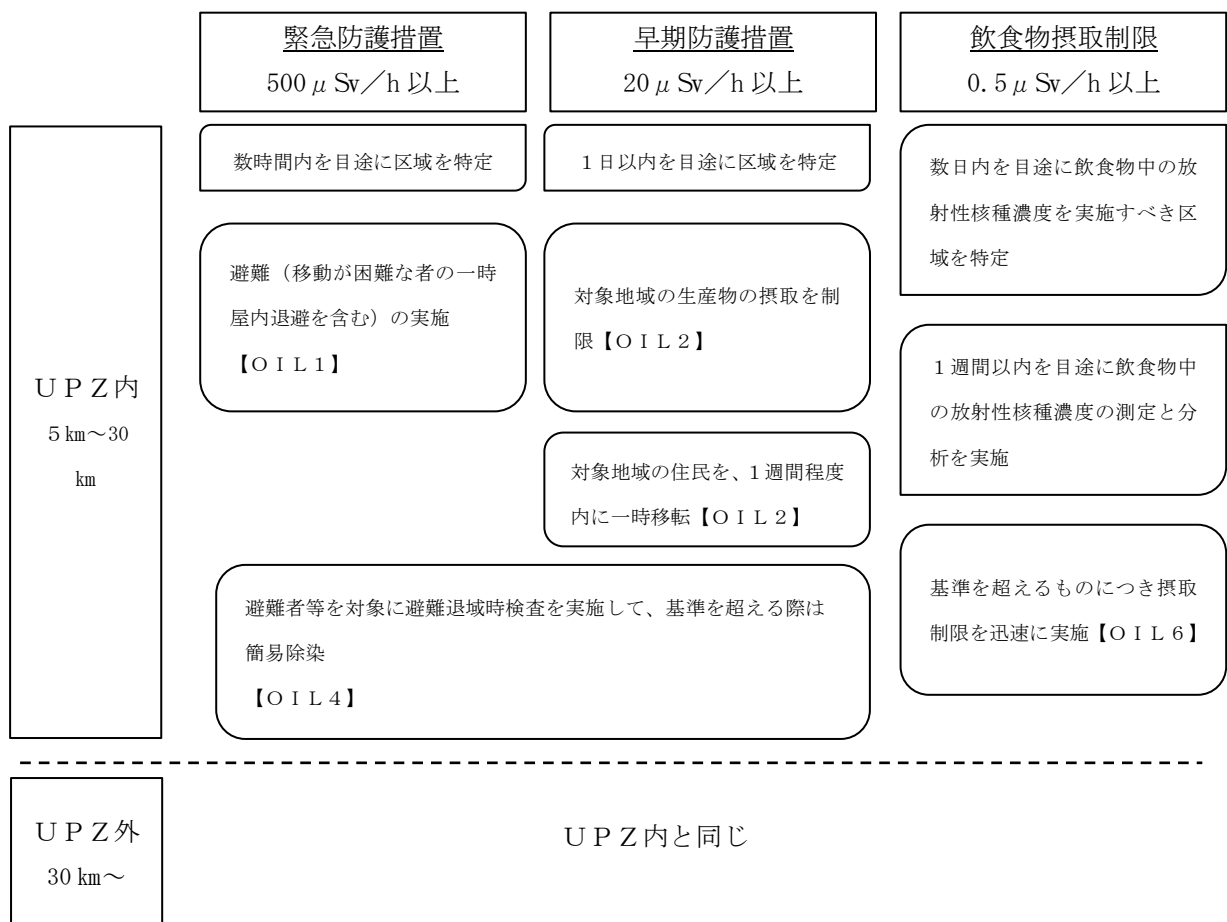 緊急防護措置
500μSv／h 以上
早期防護措置
20μSv／h 以上
飲食物摂取制限
0.5μSv／h 以上
UPZ内
5㎞～30
㎞
数時間内を目途に区域を特定
避難（移動が困難な者の一時
屋内退避を含む）の実施
【OIL1】
1日以内を目途に区域を特定
対象地域の生産物の摂取を制
限【OIL2】
対象地域の住民を、1週間程度
内に一時移転【OIL2】
避難者等を対象に避難退域時検査を実施して、基準を超える際は
簡易除染
【OIL4】
数日内を目途に飲食物中の放
射性核種濃度を実施すべき区
域を特定
1週間以内を目途に飲食物中
の放射性核種濃度の測定と分
析を実施
基準を超えるものにつき摂取
制限を迅速に実施【OIL6】
UPZ外
30㎞～
UPZ内と同じ